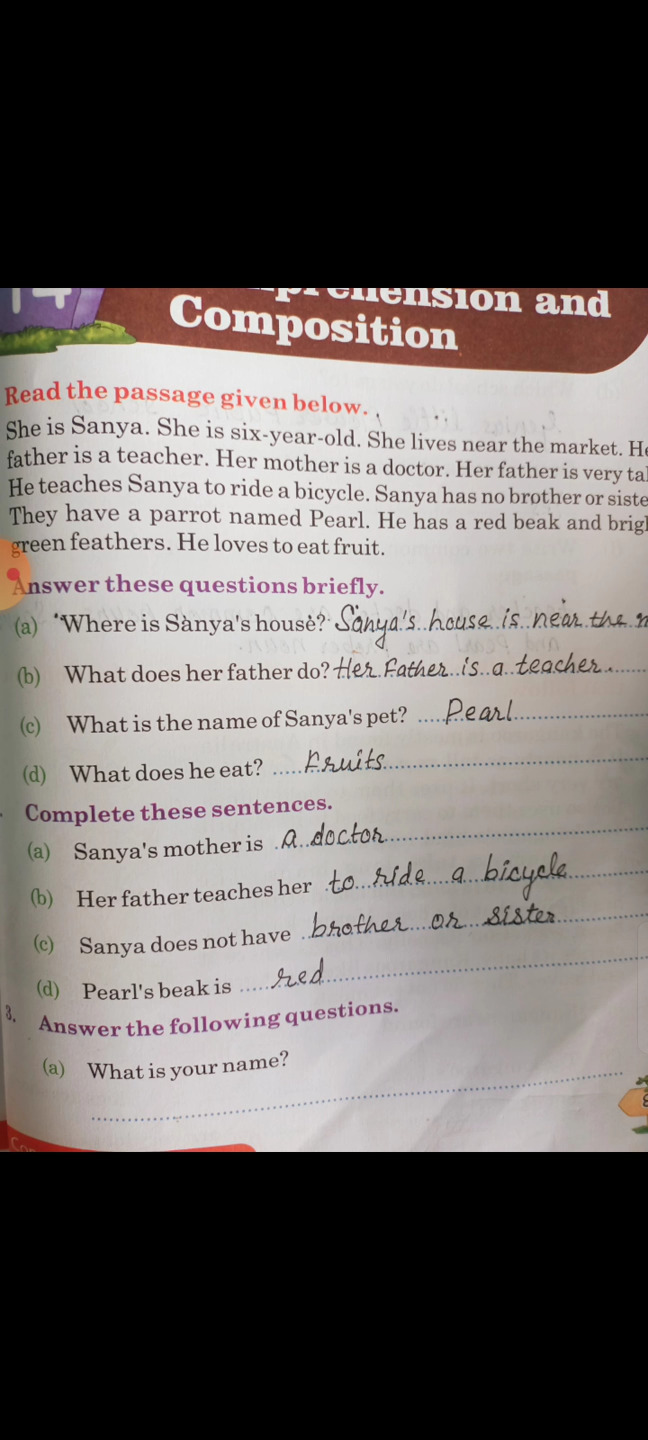 14
Comprehension and
Composition
Read the passage given below.
She is Sanya. She is six-year-old. She lives near the market. He
father is a teacher. Her mother is a doctor. Her father is very tal
He teaches Sanya to ride a bicycle. Sanya has no brother or siste
They have a parrot named Pearl. He has a red beak and brigh
green feathers. He loves to eat fruit.
Answer these questions briefly.
(a) Where is Sanya's house? Sanya's house is near the m
(b) What does her father do? Her Father is a teacher.
(c) What is the name of Sanya's pet? Pearl
(d) What does he eat? Fruits
Complete these sentences.
(a) Sanya's mother is a doctor
(b) Her father teaches her to ride a bicycle
(c) Sanya does not have brother or sister
(d) Pearl's beak is red
3. Answer the following questions.
(a) What is your name?